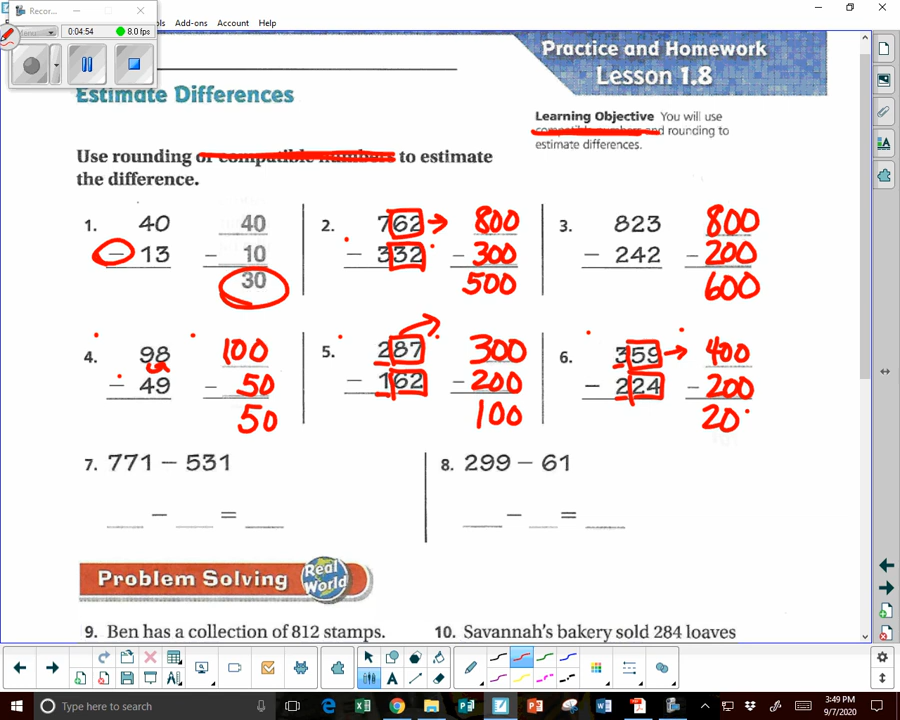 Recor...
Menu
00:04:54
8.0 fps
ols Add-ons Account Help
Practice and Homework
Lesson 1.8
Estimate Differences
Learning Objective You will use
compatible numbers and rounding to
estimate differences.
Use rounding or compatible numbers to estimate
the difference.
1. 40 40
− 13 − 10
30
2. 762 → 800
− 332 − 300
500
3. 823 800
− 242 − 200
600
4. 98 100
− 49 − 50
50
5. 287 300
− 162 − 200
100
6. 359 → 400
− 224 − 200
20
7. 771 − 531
___ − ___ = ___
8. 299 − 61
___ − ___ = ___
Problem Solving Real World
9. Ben has a collection of 812 stamps.
10. Savannah's bakery sold 284 loaves
Type here to search
3:49 PM
9/7/2020